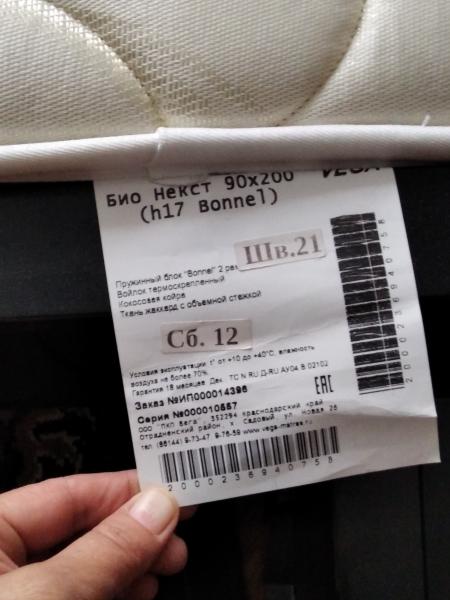 VEGA
Био Некст 90х200
(h17 Bonnel)
Шв.21
Пружинный блок "Bonnel" 2 ряд
Войлок термоскрепленный
Кокосовая койра
Ткань жаккард с объемной стежкой
Сб. 12
Условия эксплуатации: t° от +10 до +40°С, влажность
воздуха не более 70%.
Гарантия 18 месяцев. Дек. ТС N RU Д-RU.АУ04.В.02102
Заказ №ИП000014396
Серия №000010557
EAC
ООО "ПКП Вега", 352294 Краснодарский край
Отрадненский район, х. Садовый ул. Новая 26
тел (86144) 9-73-47 9-76-59 www.vega-matras.ru
2000236940758
2000236940758